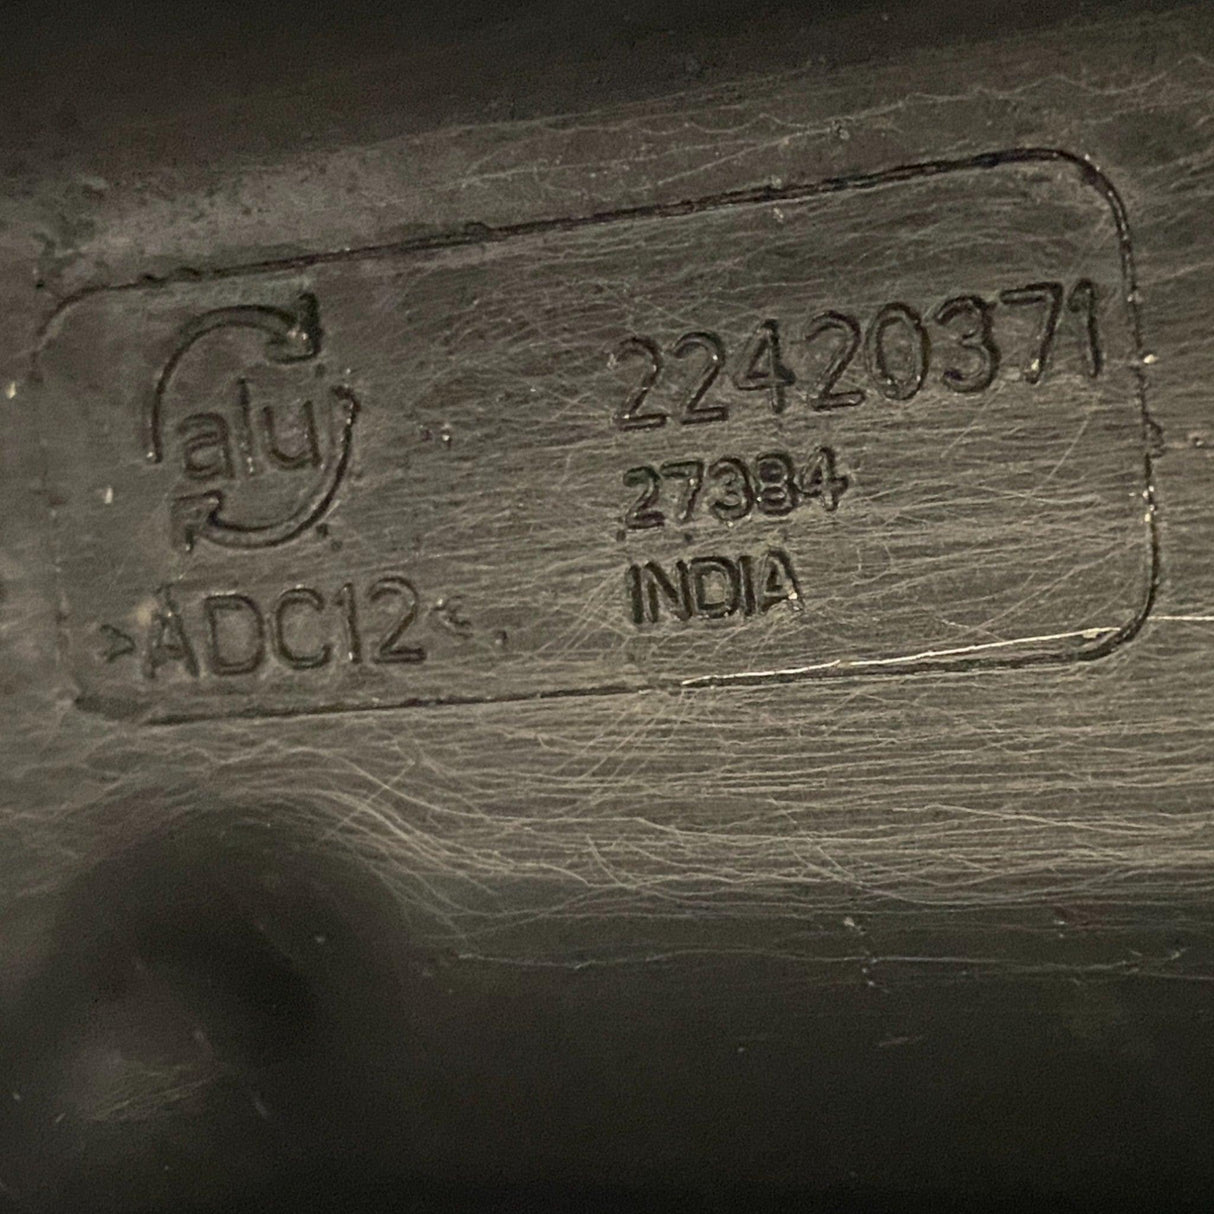 alu
22420371
27384
INDIA
>ADC12<